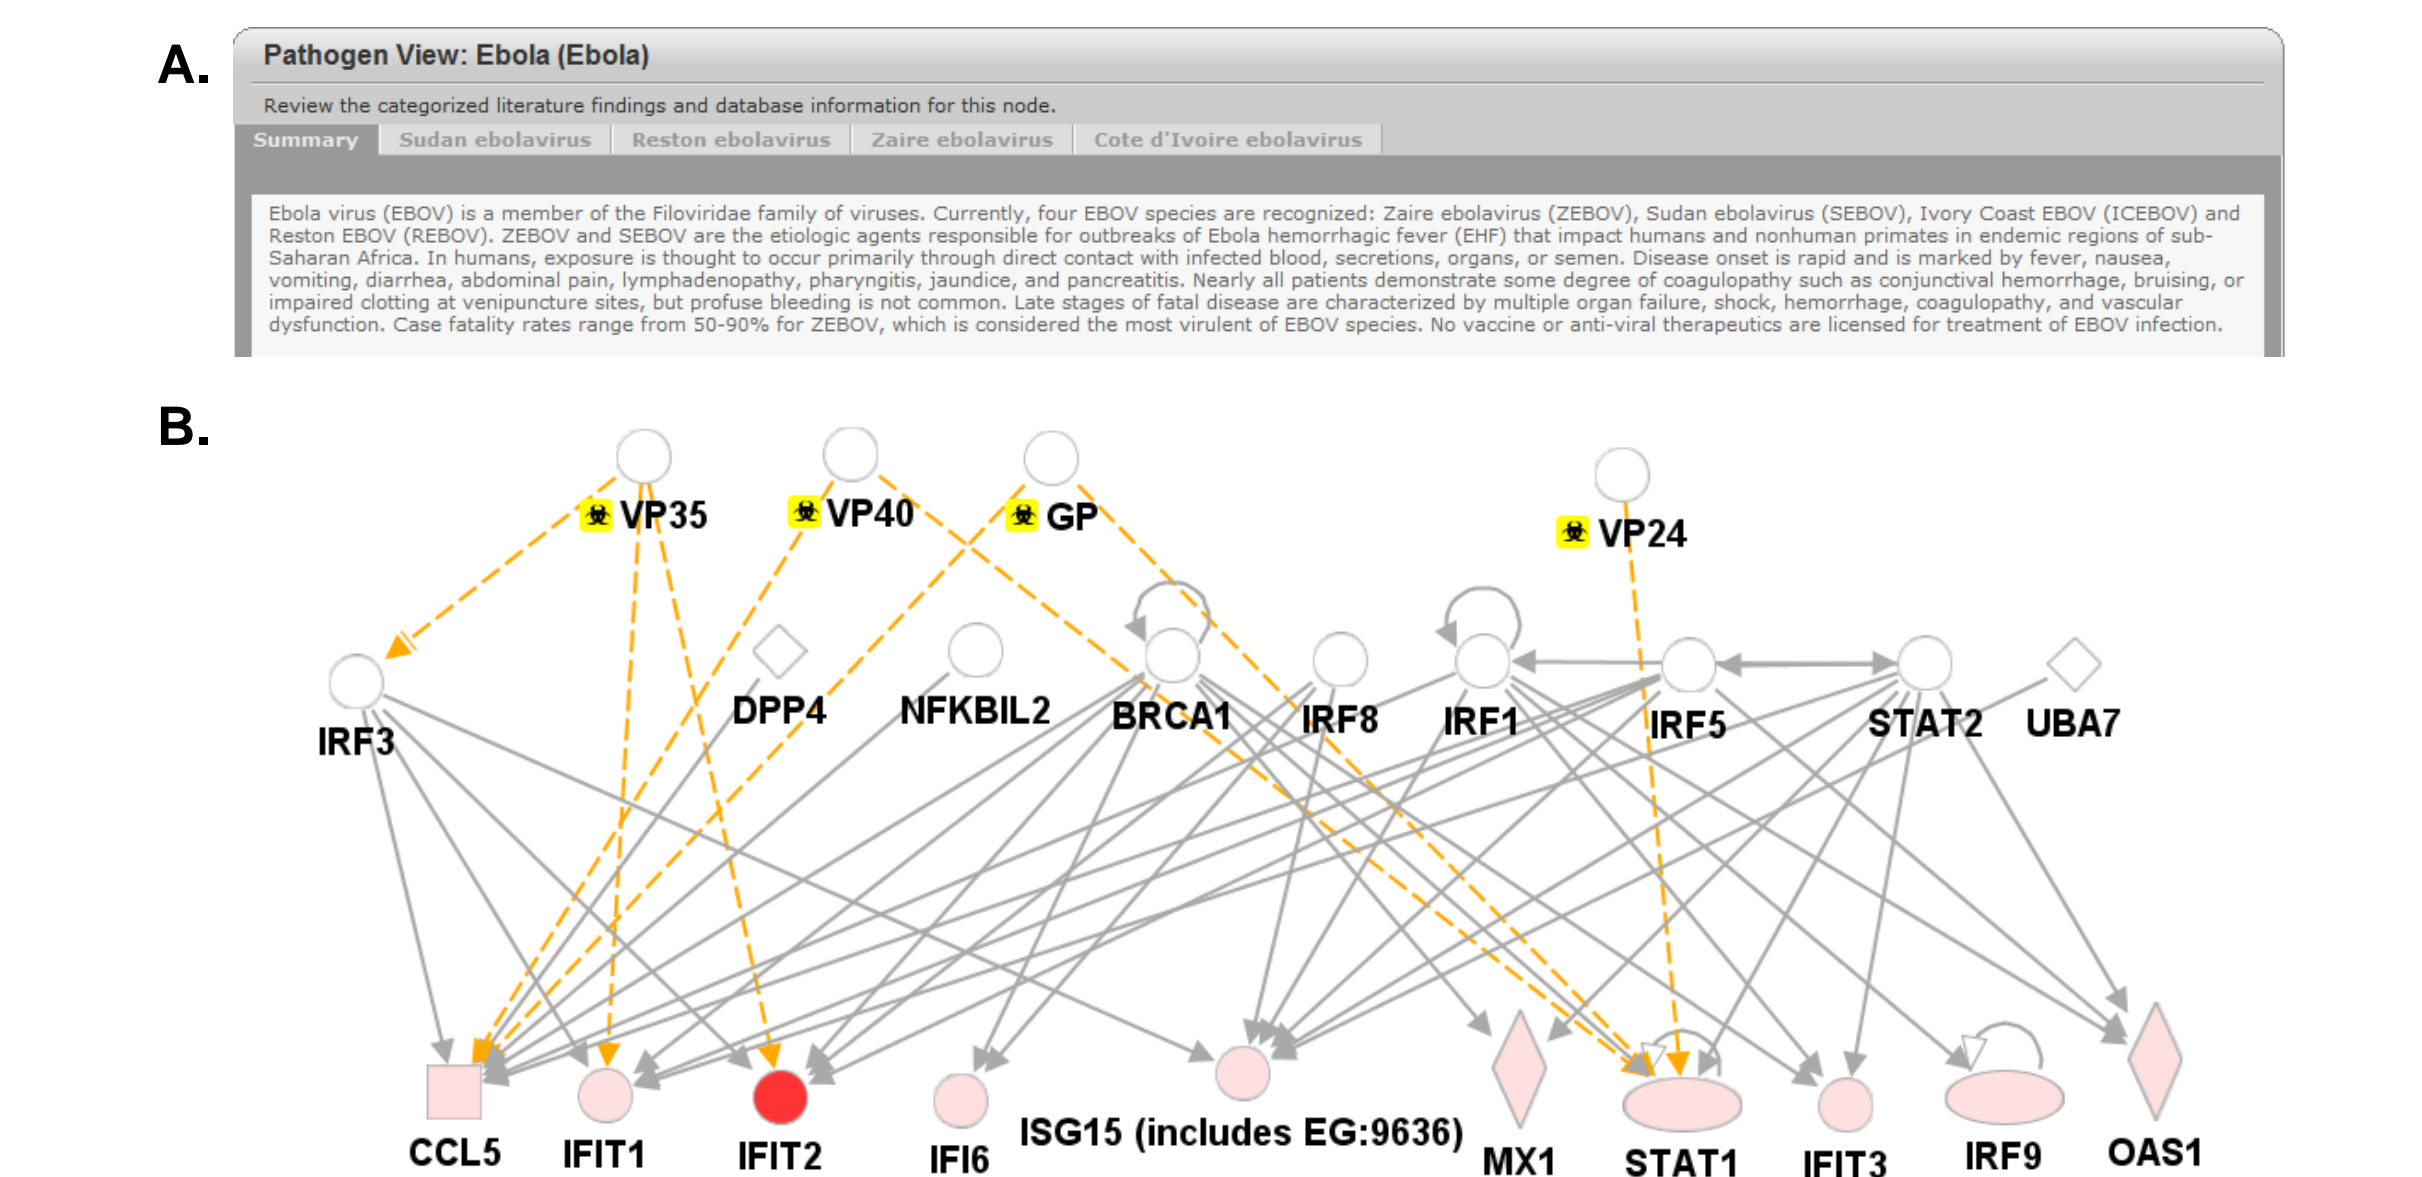 A.
Pathogen View: Ebola (Ebola)
Review the categorized literature findings and database information for this node.
Summary Sudan ebolavirus Reston ebolavirus Zaire ebolavirus Cote d'Ivoire ebolavirus
Ebola virus (EBOV) is a member of the Filoviridae family of viruses. Currently, four EBOV species are recognized: Zaire ebolavirus (ZEBOV), Sudan ebolavirus (SEBOV), Ivory Coast EBOV (ICEBOV) and
Reston EBOV (REBOV). ZEBOV and SEBOV are the etiologic agents responsible for outbreaks of Ebola hemorrhagic fever (EHF) that impact humans and nonhuman primates in endemic regions of sub-
Saharan Africa. In humans, exposure is thought to occur primarily through direct contact with infected blood, secretions, organs, or semen. Disease onset is rapid and is marked by fever, nausea,
vomiting, diarrhea, abdominal pain, lymphadenopathy, pharyngitis, jaundice, and pancreatitis. Nearly all patients demonstrate some degree of coagulopathy such as conjunctival hemorrhage, bruising, or
impaired clotting at venipuncture sites, but profuse bleeding is not common. Late stages of fatal disease are characterized by multiple organ failure, shock, hemorrhage, coagulopathy, and vascular
dysfunction. Case fatality rates range from 50-90% for ZEBOV, which is considered the most virulent of EBOV species. No vaccine or anti-viral therapeutics are licensed for treatment of EBOV infection.
B.
VP35 VP40 GP VP24
IRF3 DPP4 NFKBIL2 BRCA1 IRF8 IRF1 IRF5 STAT2 UBA7
CCL5 IFIT1 IFIT2 IFI6 ISG15 (includes EG:9636) MX1 STAT1 IFIT3 IRF9 OAS1